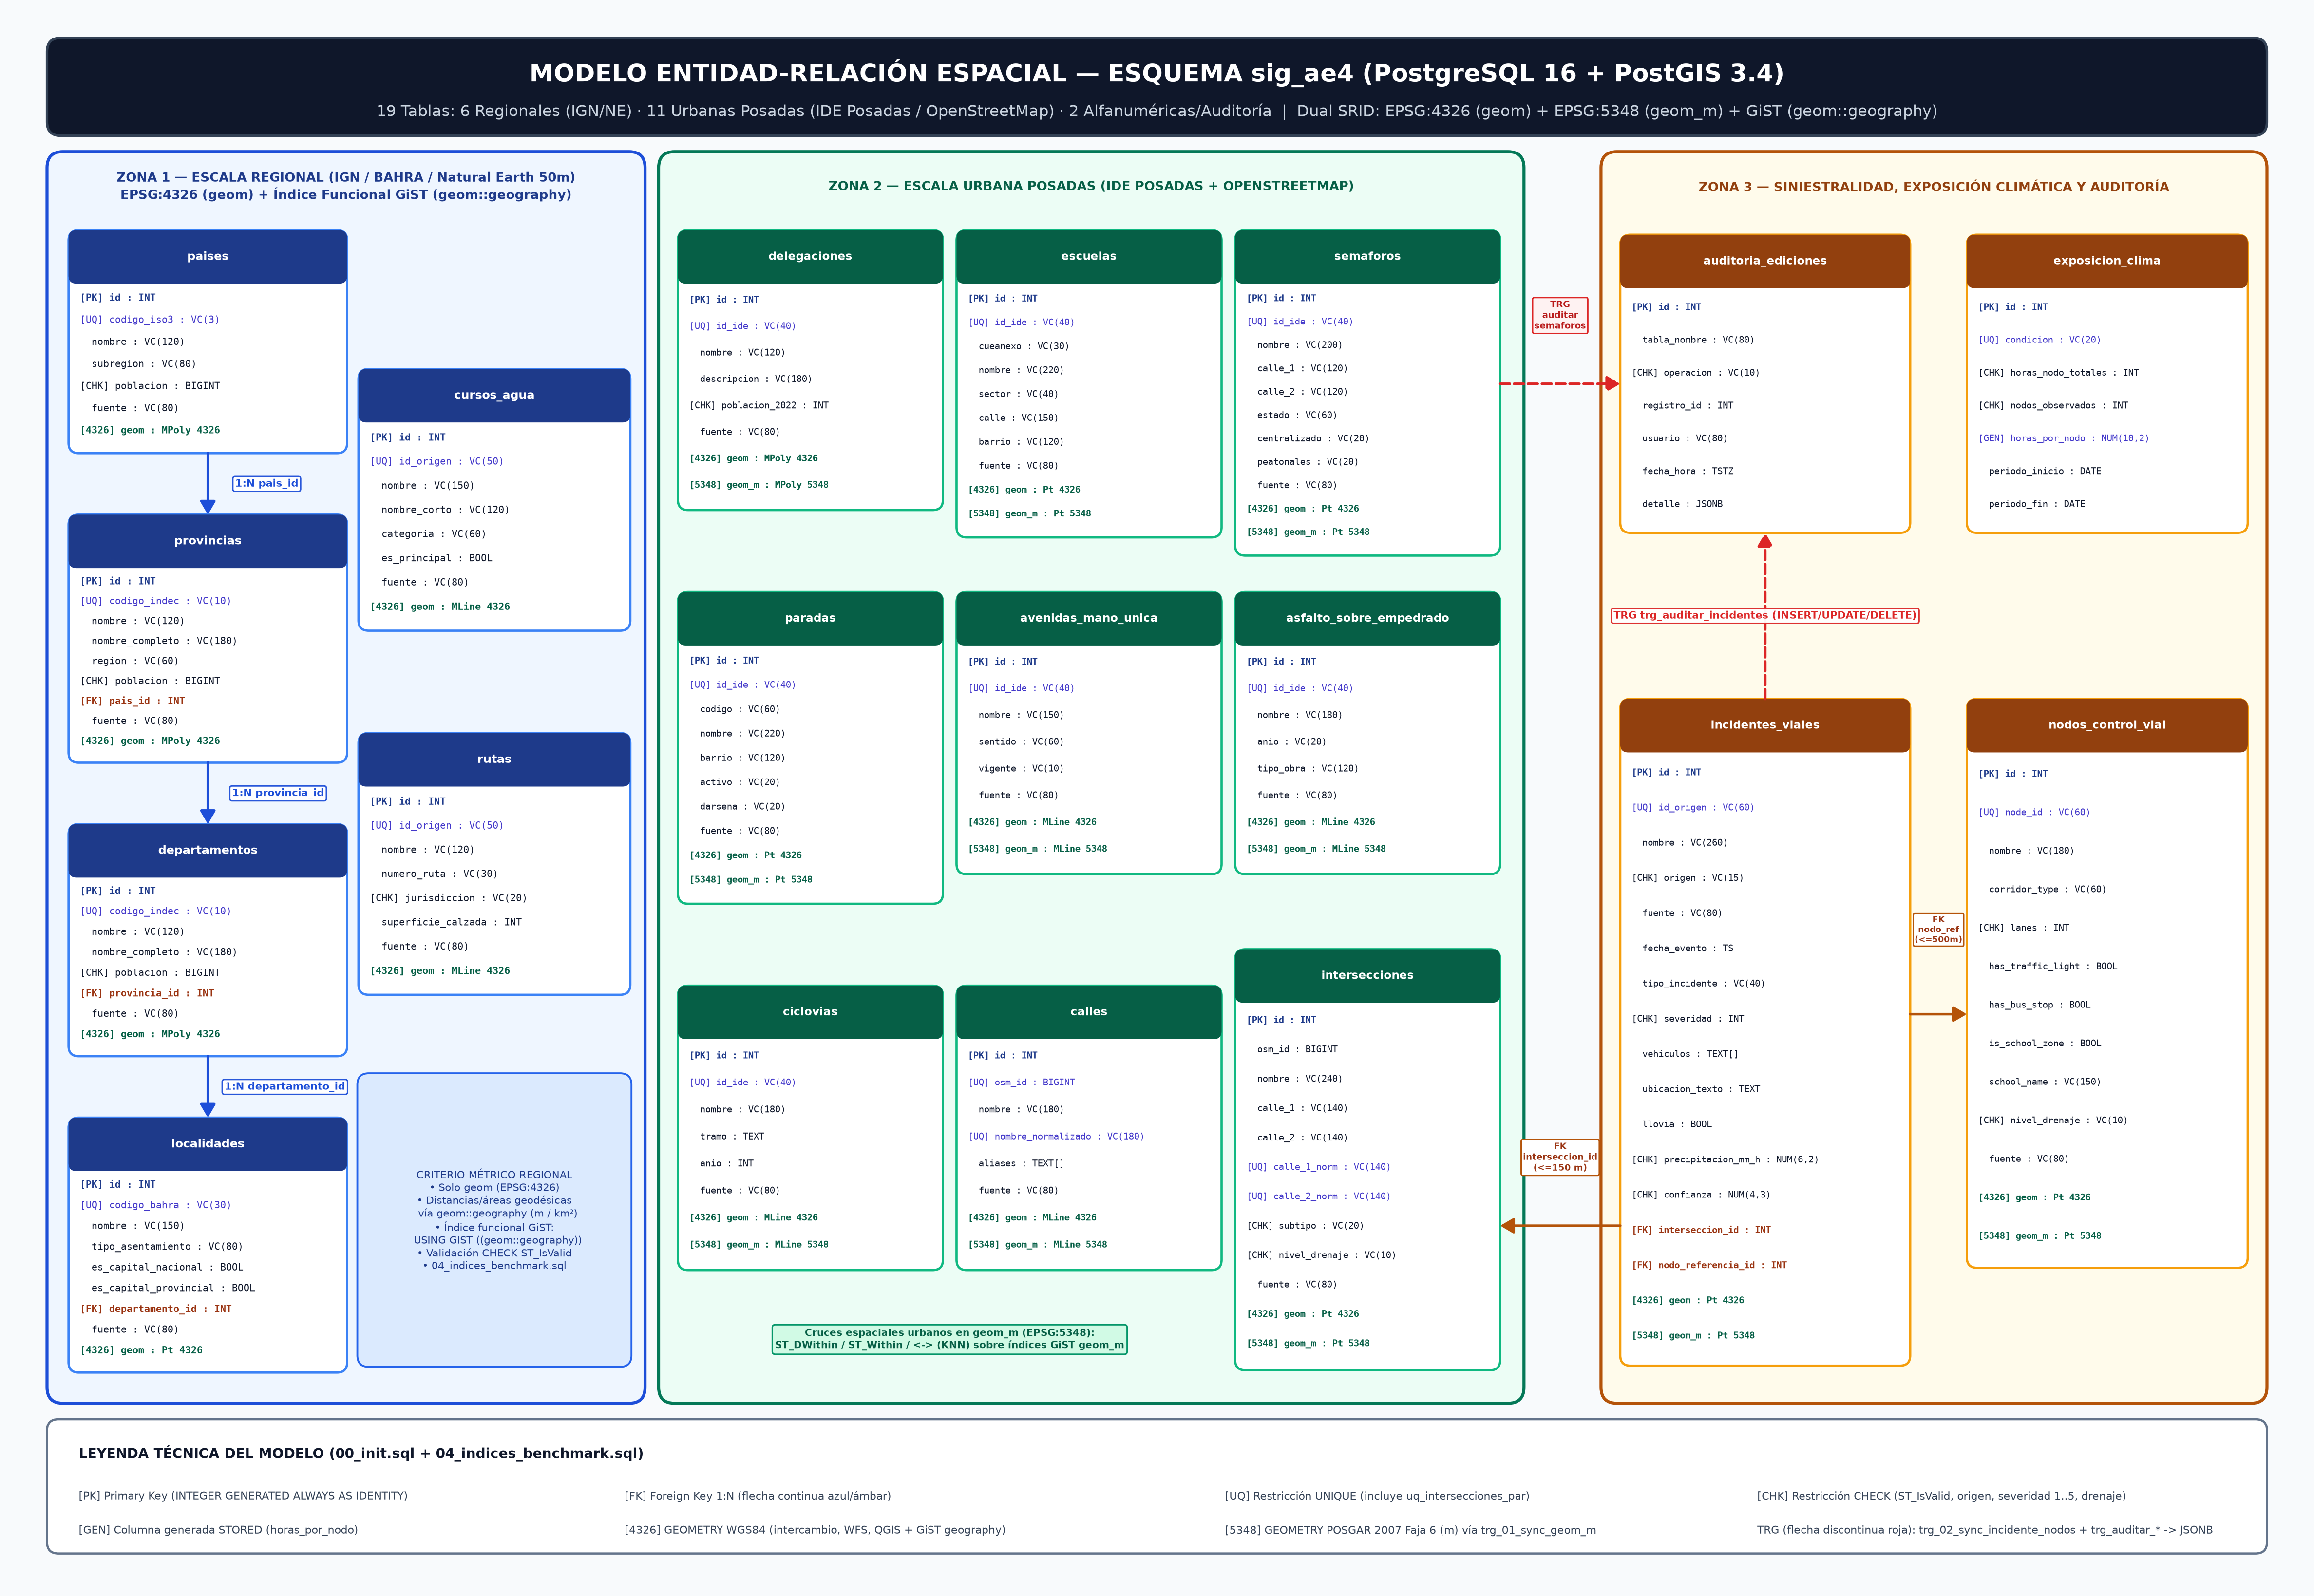 MODELO ENTIDAD-RELACIÓN ESPACIAL — ESQUEMA sig_ae4 (PostgreSQL 16 + PostGIS 3.4)
19 Tablas: 6 Regionales (IGN/NE) · 11 Urbanas Posadas (IDE Posadas / OpenStreetMap) · 2 Alfanuméricas/Auditoría | Dual SRID: EPSG:4326 (geom) + EPSG:5348 (geom_m) + GiST (geom::geography)
ZONA 1 — ESCALA REGIONAL (IGN / BAHRA / Natural Earth 50m)
EPSG:4326 (geom) + Índice Funcional GiST (geom::geography)
paises
[PK] id : INT
[UQ] codigo_iso3 : VC(3)
nombre : VC(120)
subregion : VC(80)
[CHK] poblacion : BIGINT
fuente : VC(80)
[4326] geom : MPoly 4326
1:N pais_id
provincias
[PK] id : INT
[UQ] codigo_indec : VC(10)
nombre : VC(120)
nombre_completo : VC(180)
region : VC(60)
[CHK] poblacion : BIGINT
[FK] pais_id : INT
fuente : VC(80)
[4326] geom : MPoly 4326
1:N provincia_id
departamentos
[PK] id : INT
[UQ] codigo_indec : VC(10)
nombre : VC(120)
nombre_completo : VC(180)
[CHK] poblacion : BIGINT
[FK] provincia_id : INT
fuente : VC(80)
[4326] geom : MPoly 4326
1:N departamento_id
localidades
[PK] id : INT
[UQ] codigo_bahra : VC(30)
nombre : VC(150)
tipo_asentamiento : VC(80)
es_capital_nacional : BOOL
es_capital_provincial : BOOL
[FK] departamento_id : INT
fuente : VC(80)
[4326] geom : Pt 4326
cursos_agua
[PK] id : INT
[UQ] id_origen : VC(50)
nombre : VC(150)
nombre_corto : VC(120)
categoria : VC(60)
es_principal : BOOL
fuente : VC(80)
[4326] geom : MLine 4326
rutas
[PK] id : INT
[UQ] id_origen : VC(50)
nombre : VC(120)
numero_ruta : VC(30)
[CHK] jurisdiccion : VC(20)
superficie_calzada : INT
fuente : VC(80)
[4326] geom : MLine 4326
CRITERIO MÉTRICO REGIONAL
• Solo geom (EPSG:4326)
• Distancias/áreas geodésicas
vía geom::geography (m / km²)
• Índice funcional GiST:
USING GIST ((geom::geography))
• Validación CHECK ST_IsValid
• 04_indices_benchmark.sql
ZONA 2 — ESCALA URBANA POSADAS (IDE POSADAS + OPENSTREETMAP)
delegaciones
[PK] id : INT
[UQ] id_ide : VC(40)
nombre : VC(120)
descripcion : VC(180)
[CHK] poblacion_2022 : INT
fuente : VC(80)
[4326] geom : MPoly 4326
[5348] geom_m : MPoly 5348
escuelas
[PK] id : INT
[UQ] id_ide : VC(40)
cueanexo : VC(30)
nombre : VC(220)
sector : VC(40)
calle : VC(150)
barrio : VC(120)
fuente : VC(80)
[4326] geom : Pt 4326
[5348] geom_m : Pt 5348
semaforos
[PK] id : INT
[UQ] id_ide : VC(40)
nombre : VC(200)
calle_1 : VC(120)
calle_2 : VC(120)
estado : VC(60)
centralizado : VC(20)
peatonales : VC(20)
fuente : VC(80)
[4326] geom : Pt 4326
[5348] geom_m : Pt 5348
paradas
[PK] id : INT
[UQ] id_ide : VC(40)
codigo : VC(60)
nombre : VC(220)
barrio : VC(120)
activo : VC(20)
darsena : VC(20)
fuente : VC(80)
[4326] geom : Pt 4326
[5348] geom_m : Pt 5348
avenidas_mano_unica
[PK] id : INT
[UQ] id_ide : VC(40)
nombre : VC(150)
sentido : VC(60)
vigente : VC(10)
fuente : VC(80)
[4326] geom : MLine 4326
[5348] geom_m : MLine 5348
asfalto_sobre_empedrado
[PK] id : INT
[UQ] id_ide : VC(40)
nombre : VC(180)
anio : VC(20)
tipo_obra : VC(120)
fuente : VC(80)
[4326] geom : MLine 4326
[5348] geom_m : MLine 5348
ciclovias
[PK] id : INT
[UQ] id_ide : VC(40)
nombre : VC(180)
tramo : TEXT
anio : INT
fuente : VC(80)
[4326] geom : MLine 4326
[5348] geom_m : MLine 5348
calles
[PK] id : INT
[UQ] osm_id : BIGINT
nombre : VC(180)
[UQ] nombre_normalizado : VC(180)
aliases : TEXT[]
fuente : VC(80)
[4326] geom : MLine 4326
[5348] geom_m : MLine 5348
intersecciones
[PK] id : INT
osm_id : BIGINT
nombre : VC(240)
calle_1 : VC(140)
calle_2 : VC(140)
[UQ] calle_1_norm : VC(140)
[UQ] calle_2_norm : VC(140)
[CHK] subtipo : VC(20)
[CHK] nivel_drenaje : VC(10)
fuente : VC(80)
[4326] geom : Pt 4326
[5348] geom_m : Pt 5348
Cruces espaciales urbanos en geom_m (EPSG:5348):
ST_DWithin / ST_Within / <-> (KNN) sobre índices GiST geom_m
TRG
auditar
semaforos
FK
interseccion_id
(<=150 m)
ZONA 3 — SINIESTRALIDAD, EXPOSICIÓN CLIMÁTICA Y AUDITORÍA
auditoria_ediciones
[PK] id : INT
tabla_nombre : VC(80)
[CHK] operacion : VC(10)
registro_id : INT
usuario : VC(80)
fecha_hora : TSTZ
detalle : JSONB
exposicion_clima
[PK] id : INT
[UQ] condicion : VC(20)
[CHK] horas_nodo_totales : INT
[CHK] nodos_observados : INT
[GEN] horas_por_nodo : NUM(10,2)
periodo_inicio : DATE
periodo_fin : DATE
TRG trg_auditar_incidentes (INSERT/UPDATE/DELETE)
incidentes_viales
[PK] id : INT
[UQ] id_origen : VC(60)
nombre : VC(260)
[CHK] origen : VC(15)
fuente : VC(80)
fecha_evento : TS
tipo_incidente : VC(40)
[CHK] severidad : INT
vehiculos : TEXT[]
ubicacion_texto : TEXT
llovia : BOOL
[CHK] precipitacion_mm_h : NUM(6,2)
[CHK] confianza : NUM(4,3)
[FK] interseccion_id : INT
[FK] nodo_referencia_id : INT
[4326] geom : Pt 4326
[5348] geom_m : Pt 5348
FK
nodo_ref
(<=500m)
nodos_control_vial
[PK] id : INT
[UQ] node_id : VC(60)
nombre : VC(180)
corridor_type : VC(60)
[CHK] lanes : INT
has_traffic_light : BOOL
has_bus_stop : BOOL
is_school_zone : BOOL
school_name : VC(150)
[CHK] nivel_drenaje : VC(10)
fuente : VC(80)
[4326] geom : Pt 4326
[5348] geom_m : Pt 5348
LEYENDA TÉCNICA DEL MODELO (00_init.sql + 04_indices_benchmark.sql)
[PK] Primary Key (INTEGER GENERATED ALWAYS AS IDENTITY)
[FK] Foreign Key 1:N (flecha continua azul/ámbar)
[UQ] Restricción UNIQUE (incluye uq_intersecciones_par)
[CHK] Restricción CHECK (ST_IsValid, origen, severidad 1..5, drenaje)
[GEN] Columna generada STORED (horas_por_nodo)
[4326] GEOMETRY WGS84 (intercambio, WFS, QGIS + GiST geography)
[5348] GEOMETRY POSGAR 2007 Faja 6 (m) vía trg_01_sync_geom_m
TRG (flecha discontinua roja): trg_02_sync_incidente_nodos + trg_auditar_* -> JSONB